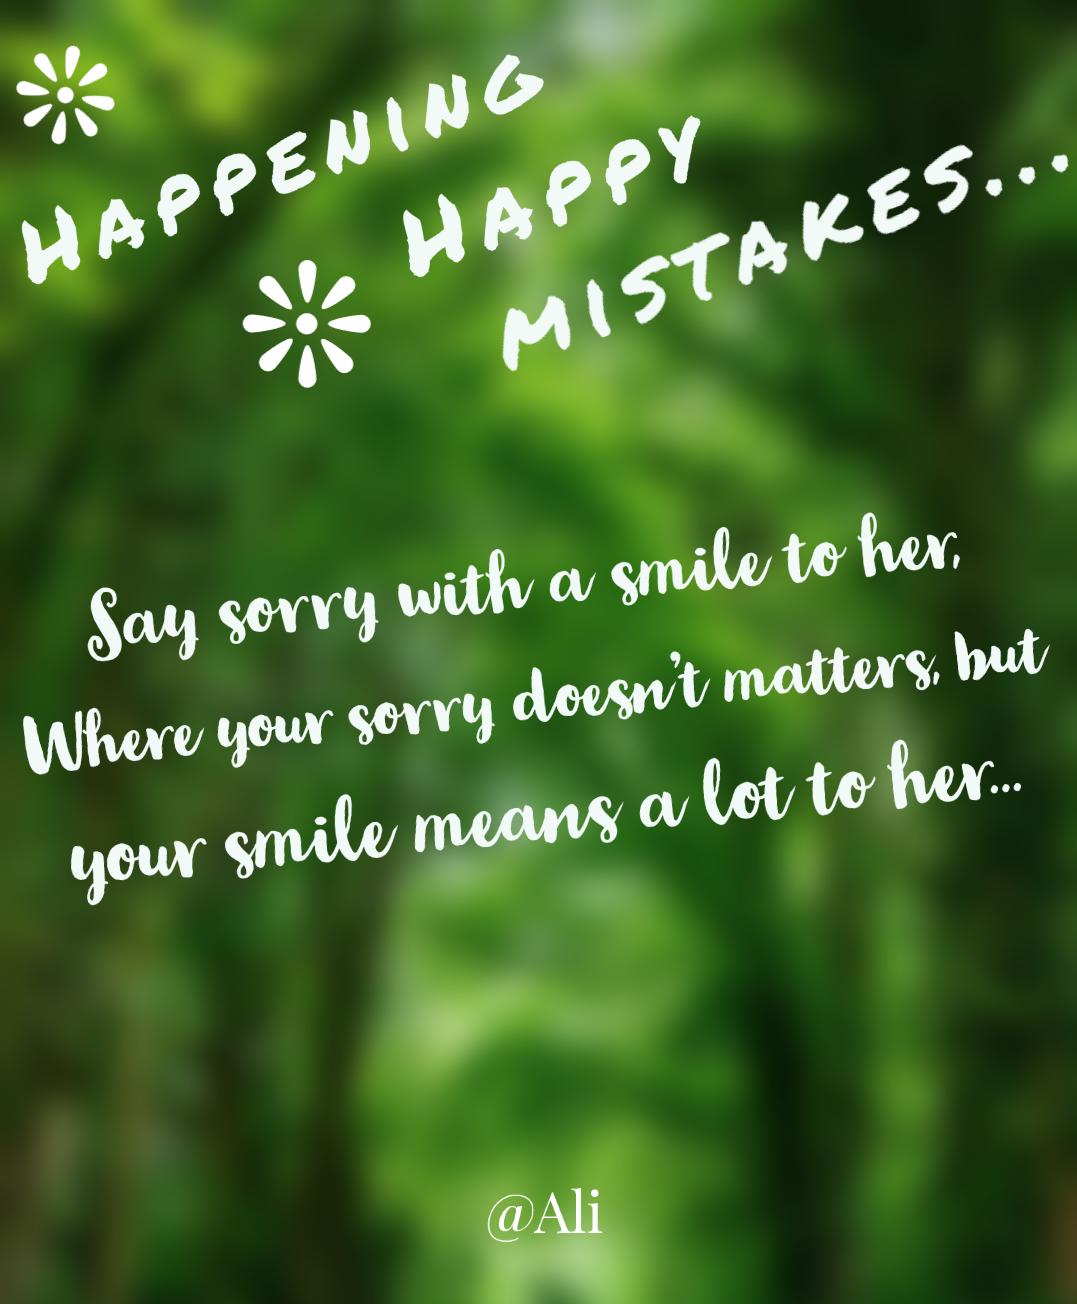 Happening
Happy
mistakes...
Say sorry with a smile to her,
Where your sorry doesn't matters, but
your smile means a lot to her...
@Ali